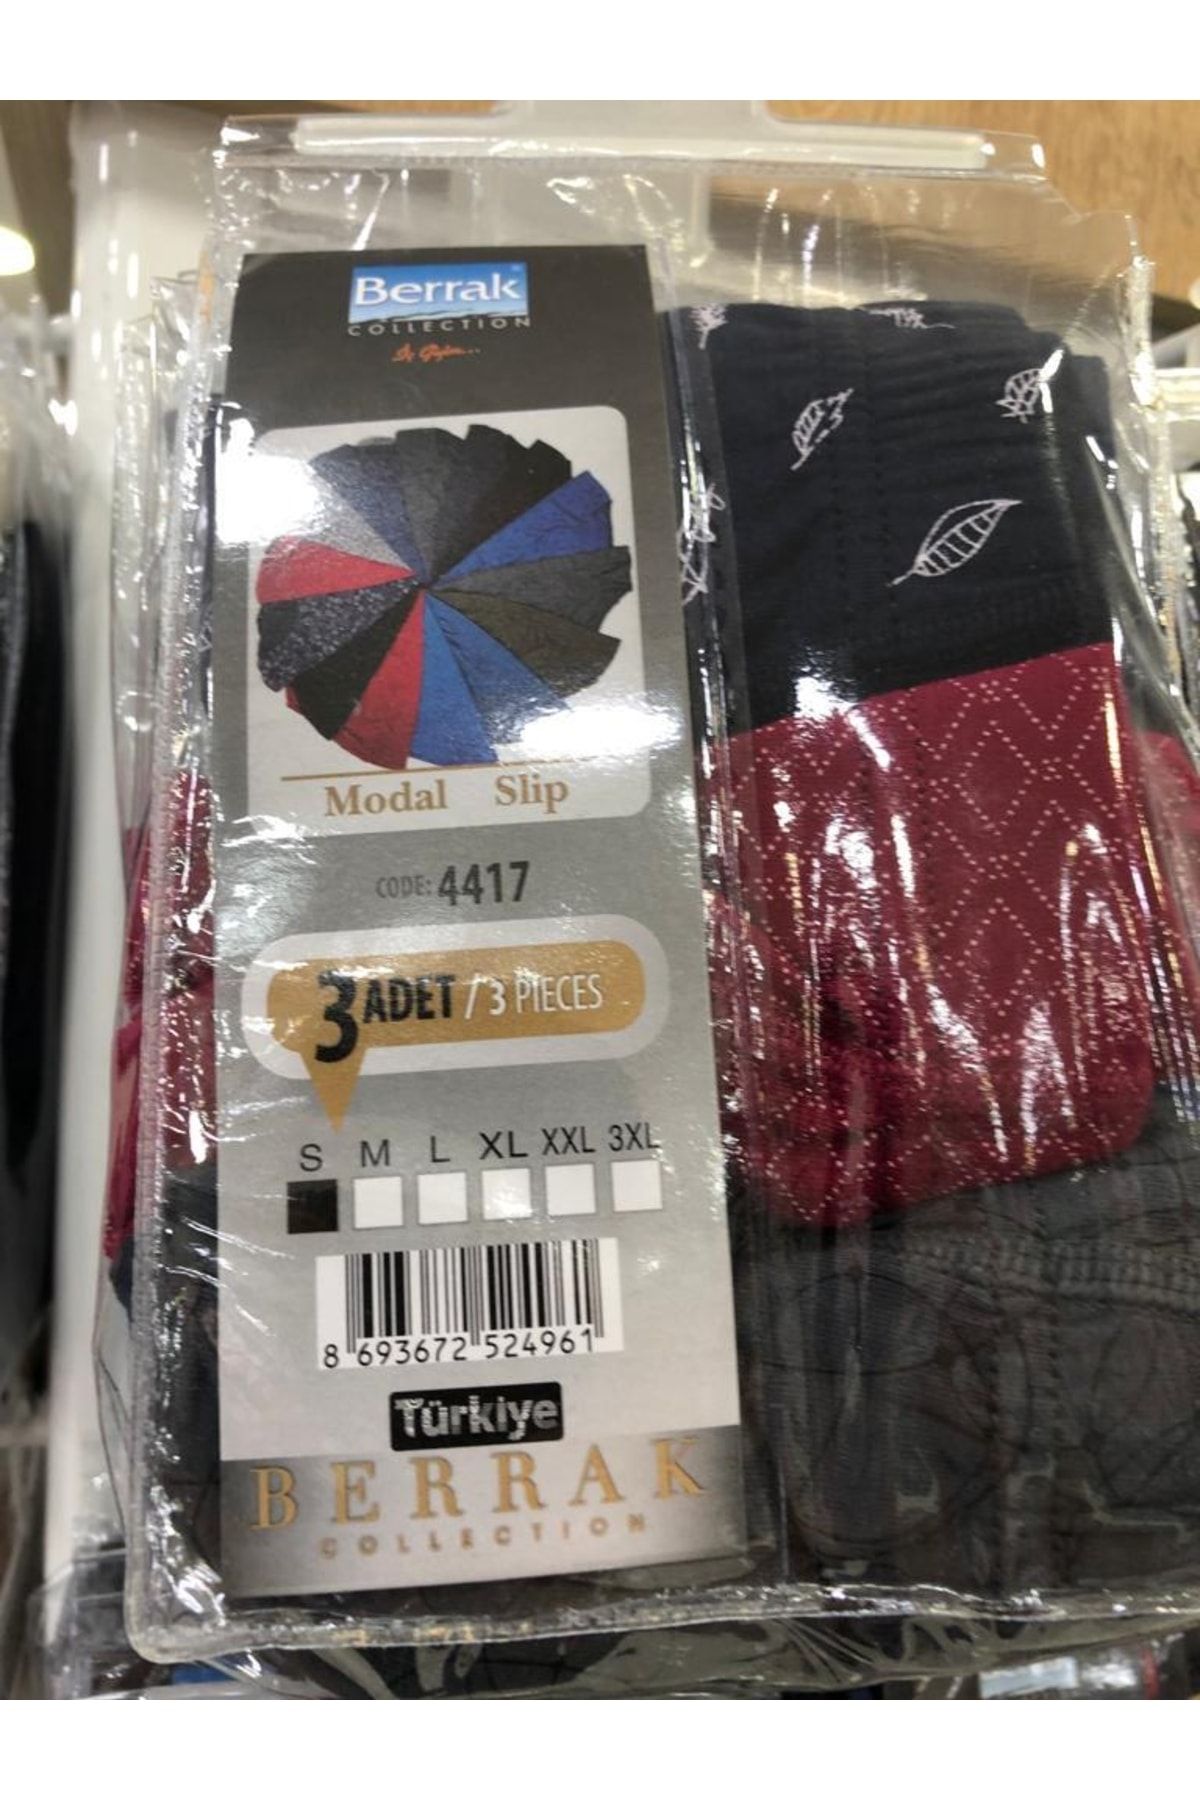 Berrak
COLLECTION
İç Giyim...
Modal Slip
CODE: 4417
3 ADET / 3 PIECES
S M L XL XXL 3XL
8 693672 524961
Türkiye
BERRAK
COLLECTION